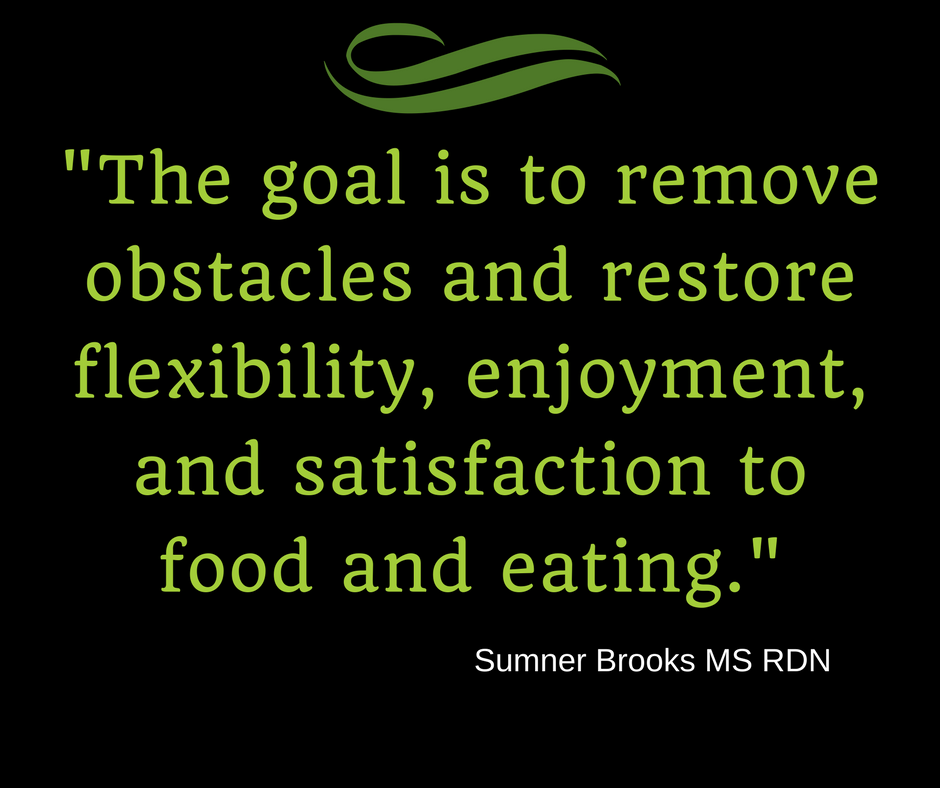 "The goal is to remove
obstacles and restore
flexibility, enjoyment,
and satisfaction to
food and eating."
Sumner Brooks MS RDN